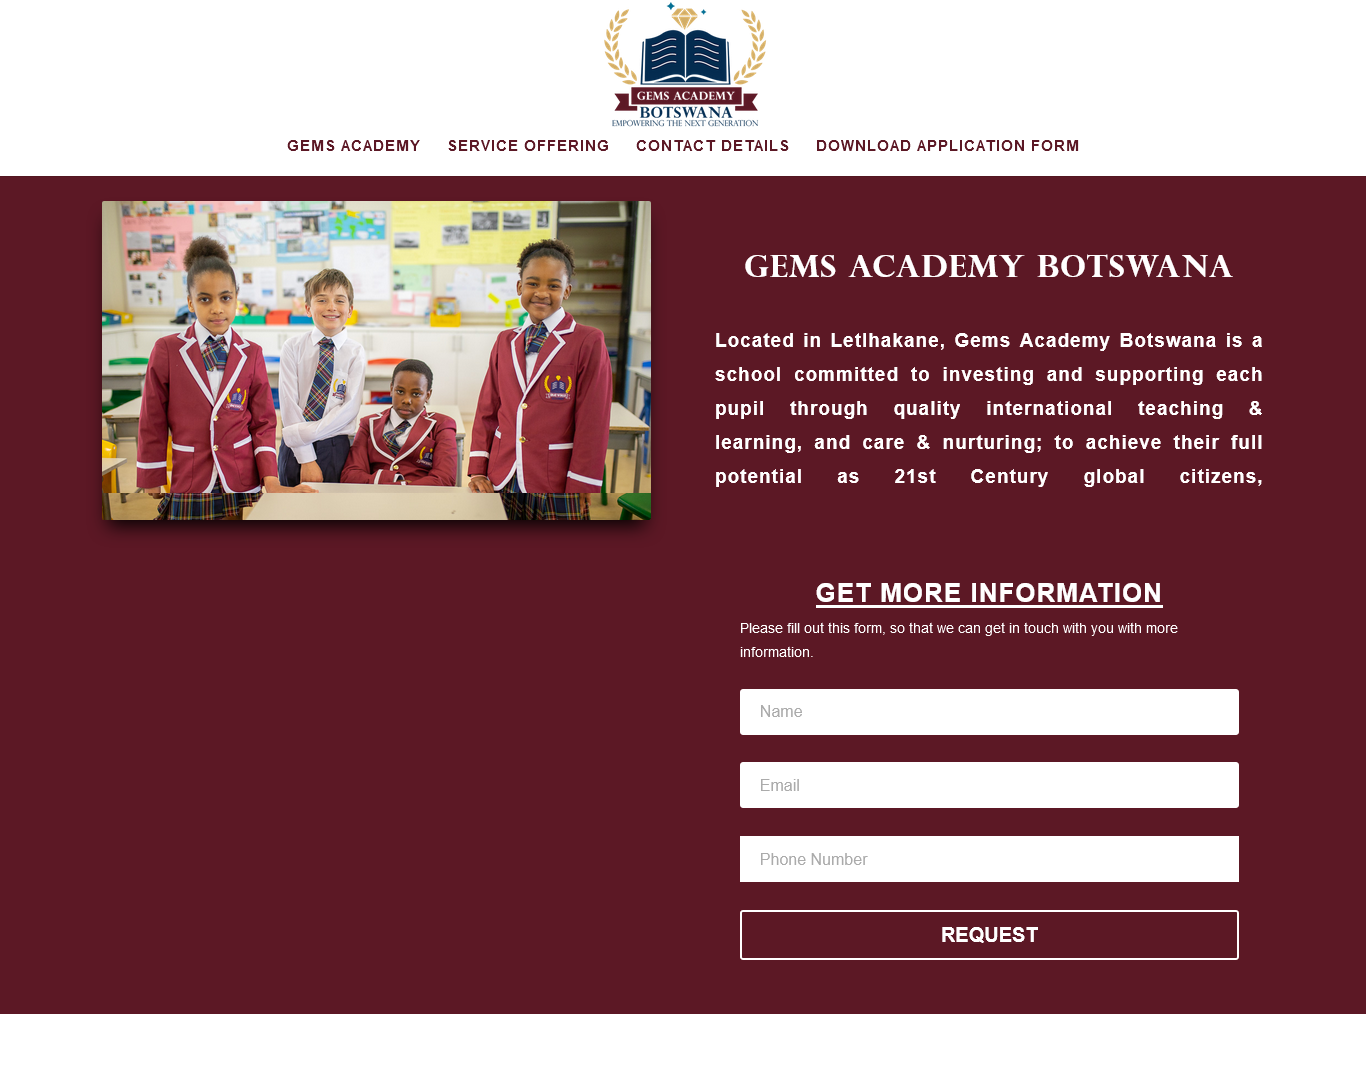 GEMS ACADEMY
BOTSWANA
EMPOWERING THE NEXT GENERATION
GEMS ACADEMY SERVICE OFFERING CONTACT DETAILS DOWNLOAD APPLICATION FORM
GEMS ACADEMY BOTSWANA
Located in Letlhakane, Gems Academy Botswana is a
school committed to investing and supporting each
pupil through quality international teaching &
learning, and care & nurturing; to achieve their full
potential as 21st Century global citizens,
GET MORE INFORMATION
Please fill out this form, so that we can get in touch with you with more
information.
Name
Email
Phone Number
REQUEST